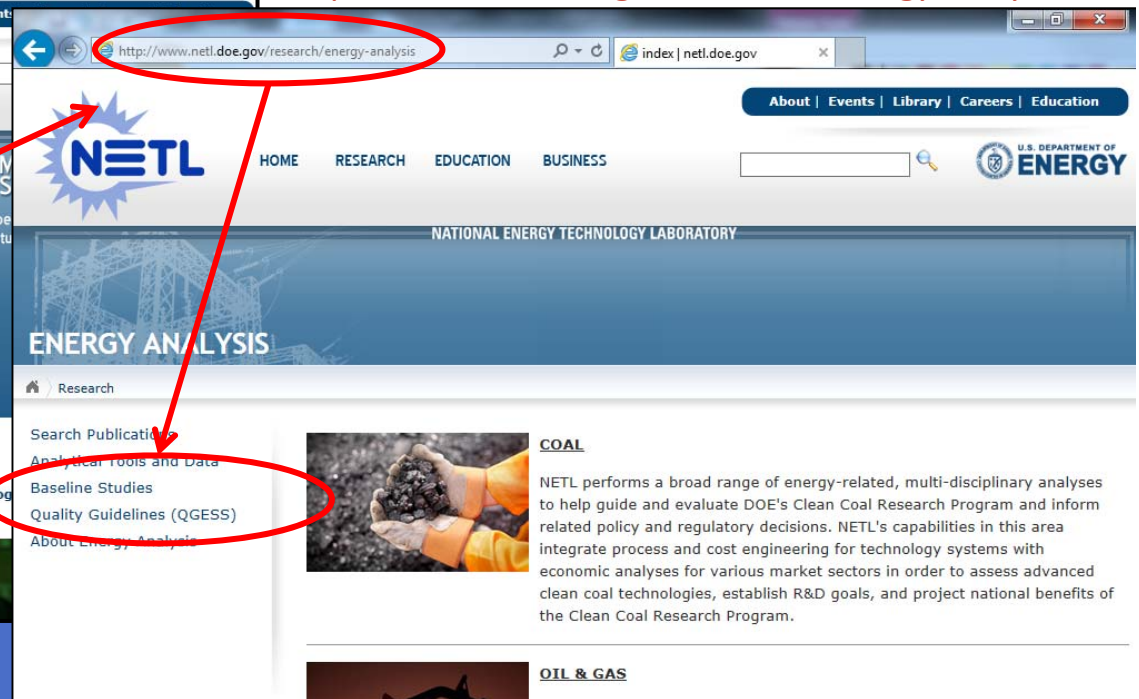 http://www.netl.doe.gov/research/energy-analysis
index | netl.doe.gov
About | Events | Library | Careers | Education
NETL
HOME RESEARCH EDUCATION BUSINESS
U.S. DEPARTMENT OF
ENERGY
NATIONAL ENERGY TECHNOLOGY LABORATORY
ENERGY ANALYSIS
Research
Search Publications
Analytical Tools and Data
Baseline Studies
Quality Guidelines (QGESS)
About Energy Analysis
COAL
NETL performs a broad range of energy-related, multi-disciplinary analyses
to help guide and evaluate DOE's Clean Coal Research Program and inform
related policy and regulatory decisions. NETL's capabilities in this area
integrate process and cost engineering for technology systems with
economic analyses for various market sectors in order to assess advanced
clean coal technologies, establish R&D goals, and project national benefits of
the Clean Coal Research Program.
OIL & GAS